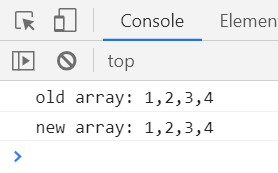 Console
Elemen
top
old array: 1,2,3,4
new array: 1,2,3,4